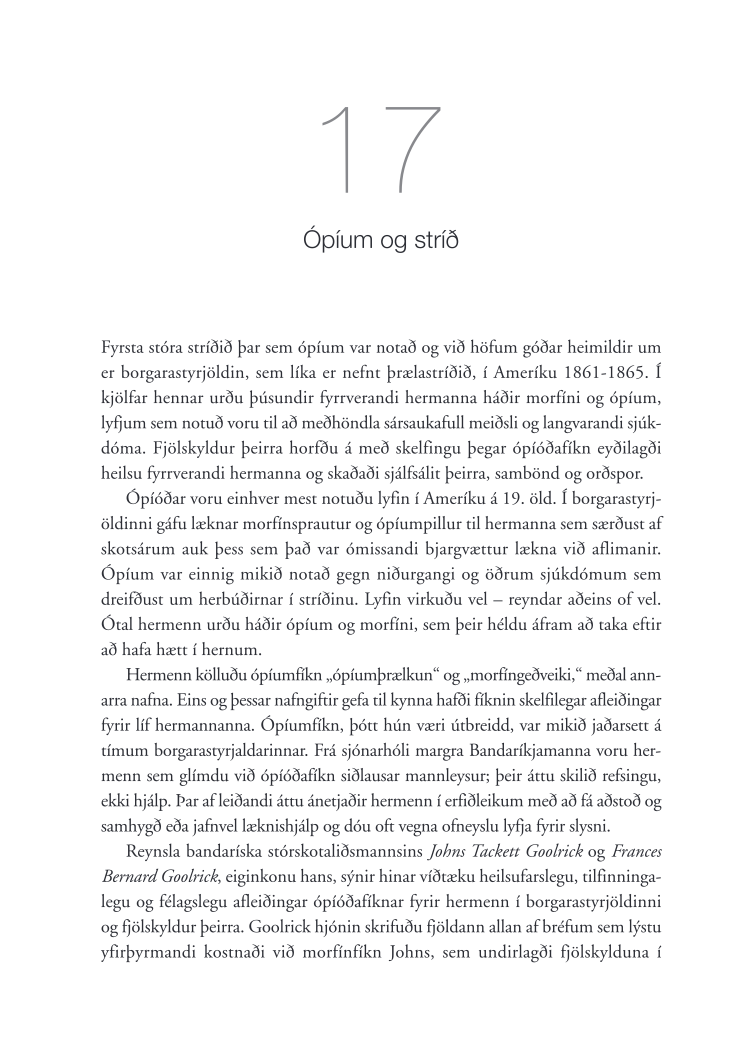 17
Ópíum og stríð
Fyrsta stóra stríðið þar sem ópíum var notað og við höfum góðar heimildir um
er borgarastyrjöldin, sem líka er nefnt þrælastríðið, í Ameríku 1861-1865. Í
kjölfar hennar urðu þúsundir fyrrverandi hermanna háðir morfíni og ópíum,
lyfjum sem notuð voru til að meðhöndla sársaukafull meiðsli og langvarandi sjúk-
dóma. Fjölskyldur þeirra horfðu á með skelfingu þegar ópíóðafíkn eyðilagði
heilsu fyrrverandi hermanna og skaðaði sjálfsálit þeirra, sambönd og orðspor.
Ópíóðar voru einhver mest notuðu lyfin í Ameríku á 19. öld. Í borgarastyrj-
öldinni gáfu læknar morfínsprautur og ópíumpillur til hermanna sem særðust af
skotsárum auk þess sem það var ómissandi bjargvættur lækna við aflimanir.
Ópíum var einnig mikið notað gegn niðurgangi og öðrum sjúkdómum sem
dreifðust um herbúðirnar í stríðinu. Lyfin virkuðu vel – reyndar aðeins of vel.
Ótal hermenn urðu háðir ópíum og morfíni, sem þeir héldu áfram að taka eftir
að hafa hætt í hernum.
Hermenn kölluðu ópíumfíkn „ópíumþrælkun“ og „morfíngeðveiki,“ meðal ann-
arra nafna. Eins og þessar nafngiftir gefa til kynna hafði fíknin skelfilegar afleiðingar
fyrir líf hermannanna. Ópíumfíkn, þótt hún væri útbreidd, var mikið jaðarsett á
tímum borgarastyrjaldarinnar. Frá sjónarhóli margra Bandaríkjamanna voru her-
menn sem glímdu við ópíóðafíkn siðlausar mannleysur; þeir áttu skilið refsingu,
ekki hjálp. Þar af leiðandi áttu ánetjaðir hermenn í erfiðleikum með að fá aðstoð og
samhygð eða jafnvel læknishjálp og dóu oft vegna ofneyslu lyfja fyrir slysni.
Reynsla bandaríska stórskotaliðsmannsins Johns Tackett Goolrick og Frances
Bernard Goolrick, eiginkonu hans, sýnir hinar víðtæku heilsufarslegu, tilfinninga-
legu og félagslegu afleiðingar ópíóðafíknar fyrir hermenn í borgarastyrjöldinni
og fjölskyldur þeirra. Goolrick hjónin skrifuðu fjöldann allan af bréfum sem lýstu
yfirþyrmandi kostnaði við morfínfíkn Johns, sem undirlagði fjölskylduna í